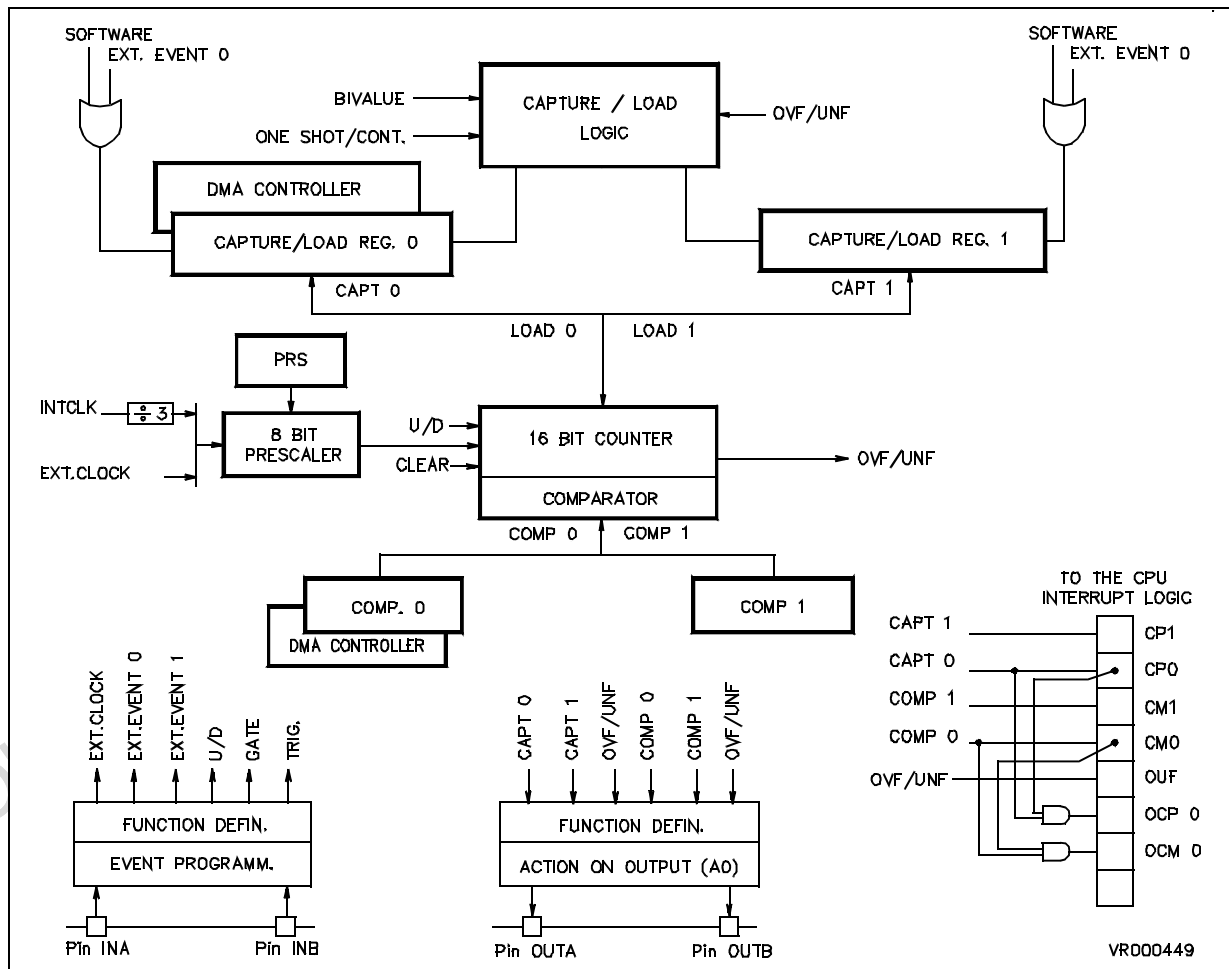 SOFTWARE
EXT. EVENT 0
SOFTWARE
EXT. EVENT 0
BIVALUE
ONE SHOT/CONT.
CAPTURE / LOAD
LOGIC
OVF/UNF
DMA CONTROLLER
CAPTURE/LOAD REG. 0
CAPTURE/LOAD REG. 1
CAPT 0
CAPT 1
LOAD 0
LOAD 1
PRS
INTCLK
÷ 3
8 BIT
PRESCALER
EXT.CLOCK
U/D
CLEAR
16 BIT COUNTER
COMPARATOR
OVF/UNF
COMP 0
COMP 1
COMP. 0
DMA CONTROLLER
COMP 1
TO THE CPU
INTERRUPT LOGIC
CAPT 1
CP1
CAPT 0
CP0
COMP 1
CM1
COMP 0
CM0
OVF/UNF
OUF
OCP 0
OCM 0
EXT.CLOCK
EXT.EVENT 0
EXT.EVENT 1
U/D
GATE
TRIG.
FUNCTION DEFIN.
EVENT PROGRAMM.
Pin INA
Pin INB
CAPT 0
CAPT 1
OVF/UNF
COMP 0
COMP 1
OVF/UNF
FUNCTION DEFIN.
ACTION ON OUTPUT (AO)
Pin OUTA
Pin OUTB
VR000449